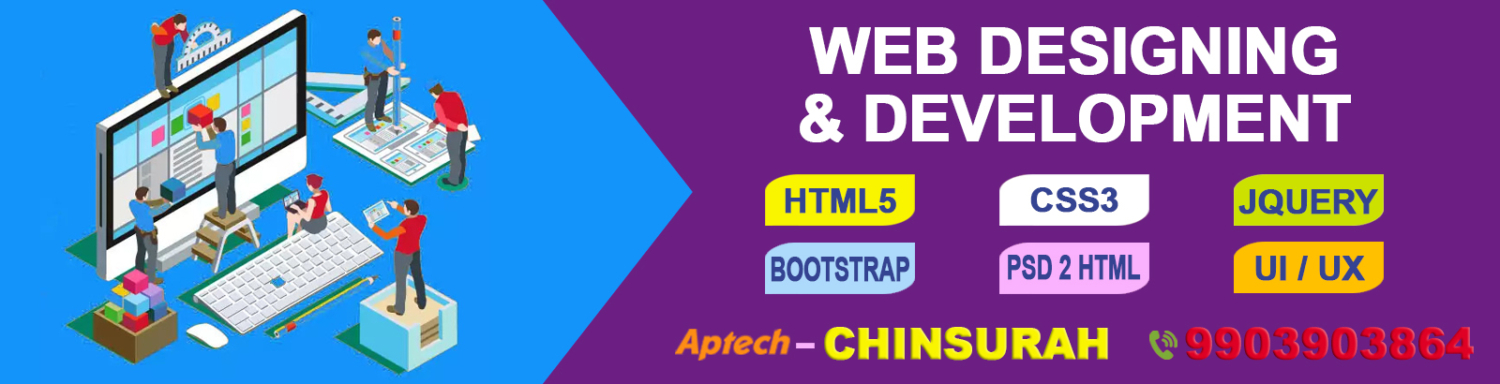 WEB DESIGNING
& DEVELOPMENT
HTML5 CSS3 JQUERY
BOOTSTRAP PSD 2 HTML UI / UX
Aptech – CHINSURAH 9903903864